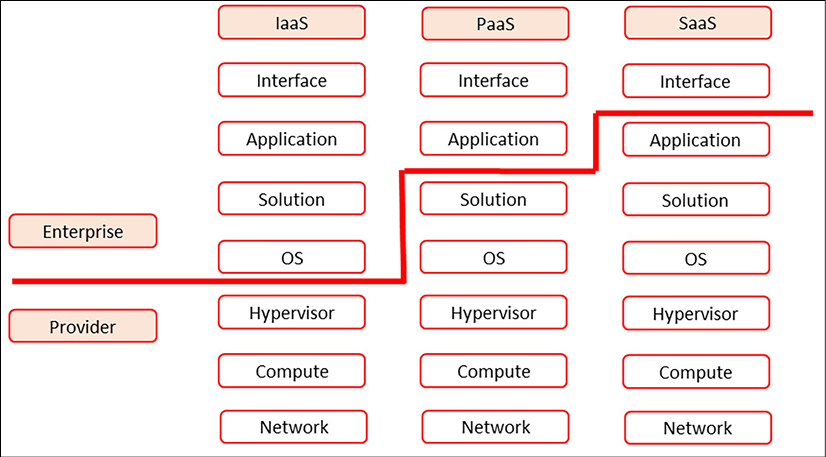 IaaS PaaS SaaS
Interface Interface Interface
Application Application Application
Solution Solution Solution
Enterprise
OS OS OS
Hypervisor Hypervisor Hypervisor
Provider
Compute Compute Compute
Network Network Network